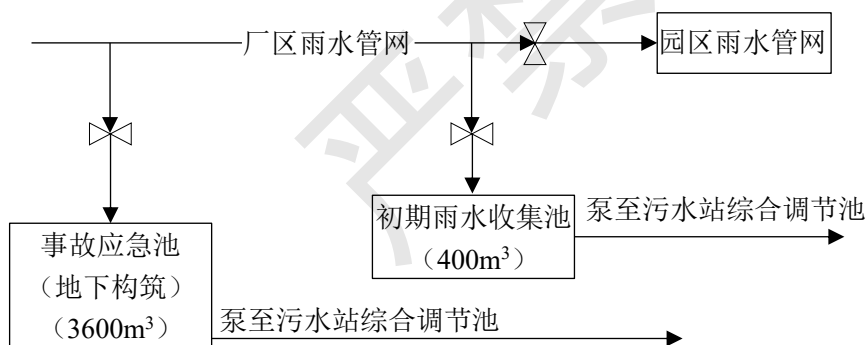 厂区雨水管网
园区雨水管网
初期雨水收集池
（400m³）
泵至污水站综合调节池
事故应急池
（地下构筑）
（3600m³）
泵至污水站综合调节池
严禁